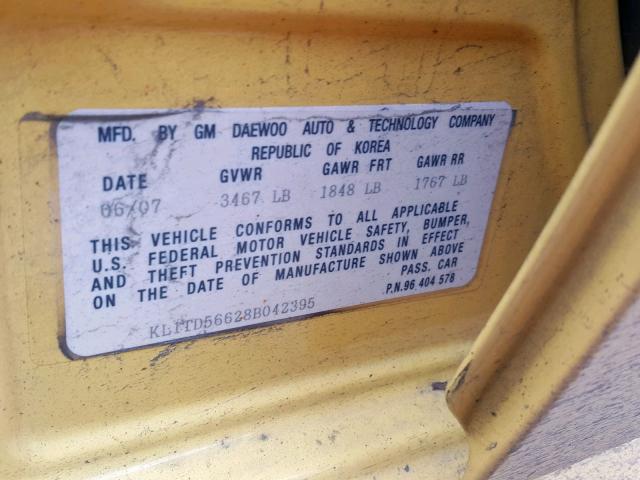 MFD. BY GM DAEWOO AUTO & TECHNOLOGY COMPANY
REPUBLIC OF KOREA
DATE GVWR GAWR FRT GAWR RR
06/07 3467 LB 1848 LB 1767 LB
THIS VEHICLE CONFORMS TO ALL APPLICABLE
U.S. FEDERAL MOTOR VEHICLE SAFETY, BUMPER,
AND THEFT PREVENTION STANDARDS IN EFFECT
ON THE DATE OF MANUFACTURE SHOWN ABOVE
PASS. CAR
P.N.96 404 578
KL1TD56628B042395